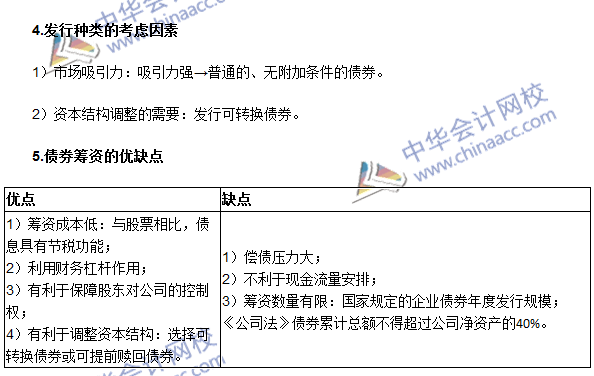 4.发行种类的考虑因素
1）市场吸引力：吸引力强→普通的、无附加条件的债券。
2）资本结构调整的需要：发行可转换债券。
中华会计网校
www.chinaacc.com
5.债券筹资的优缺点
优点
缺点
1）筹资成本低：与股票相比，债
息具有节税功能；
2）利用财务杠杆作用；
3）有利于保障股东对公司的控制
权；
4）有利于调整资本结构：选择可
转换债券或可提前赎回债券。
1）偿债压力大；
2）不利于现金流量安排；
3）筹资数量有限：国家规定的企业债券年度发行规模；
《公司法》债券累计总额不得超过公司净资产的40%。